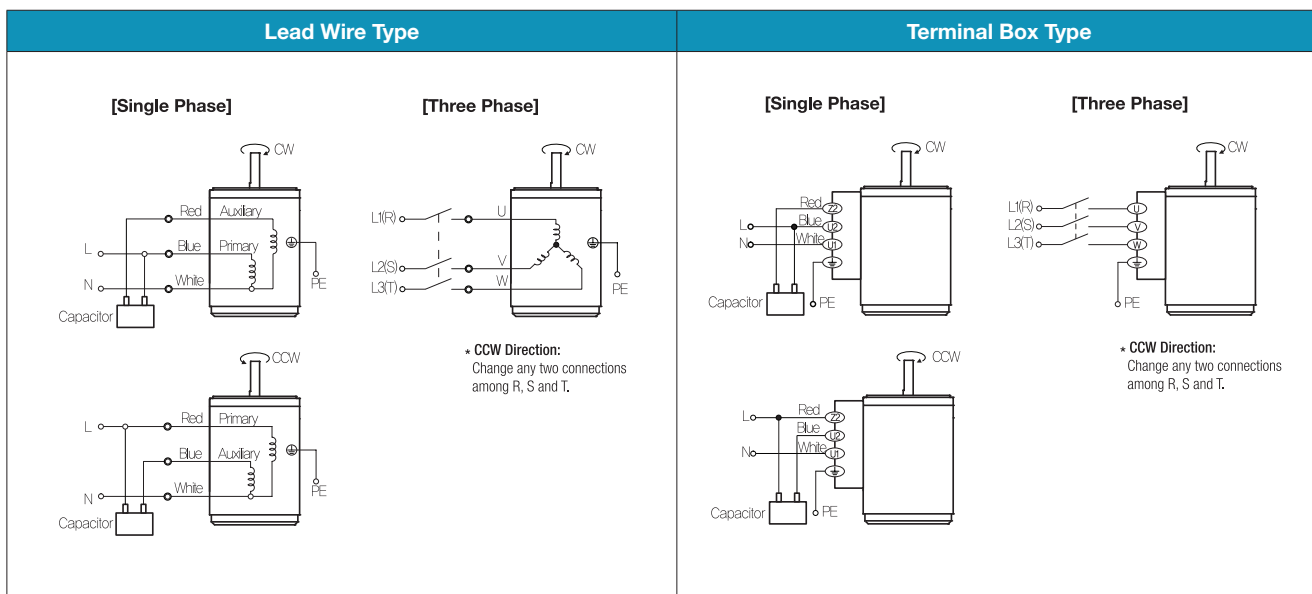 Lead Wire Type
Terminal Box Type
[Single Phase]
CW
Red Auxiliary
L Blue Primary
N White
PE
Capacitor
CCW
Red Primary
L
Blue Auxiliary
N White
PE
Capacitor
[Three Phase]
CW
L1(R) U
L2(S) V
L3(T) W
PE
* CCW Direction:
Change any two connections
among R, S and T.
[Single Phase]
CW
Red Z2
L Blue U2
N White U1
Capacitor PE
CCW
L Red Z2
Blue U2
N White U1
Capacitor PE
[Three Phase]
CW
L1(R) U
L2(S) V
L3(T) W
PE
* CCW Direction:
Change any two connections
among R, S and T.